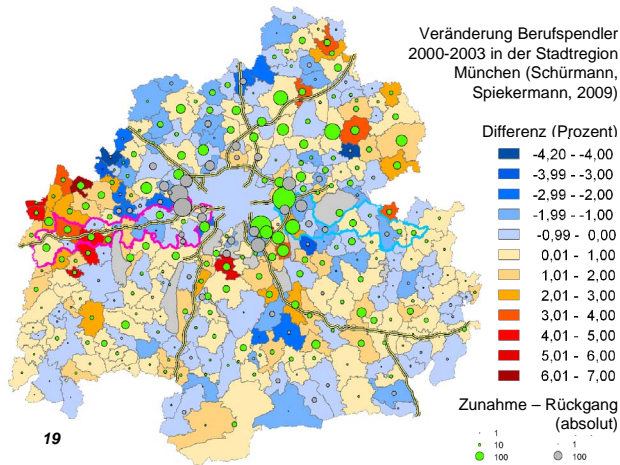 Veränderung Berufspendler
2000-2003 in der Stadtregion
München (Schürmann,
Spiekermann, 2009)
Differenz (Prozent)
-4,20 - -4,00
-3,99 - -3,00
-2,99 - -2,00
-1,99 - -1,00
-0,99 - 0,00
0,01 - 1,00
1,01 - 2,00
2,01 - 3,00
3,01 - 4,00
4,01 - 5,00
5,01 - 6,00
6,01 - 7,00
Zunahme – Rückgang
(absolut)
1 1
10 10
100 100
19